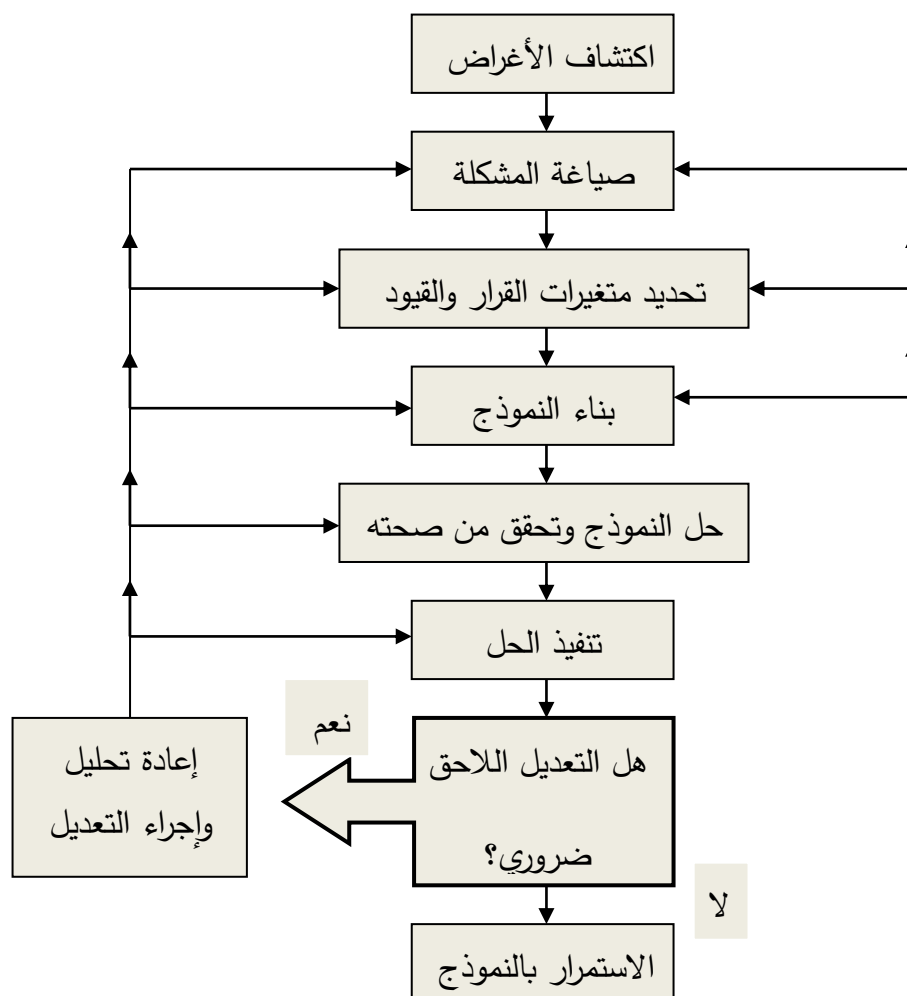 اكتشاف الأغراض
صياغة المشكلة
تحديد متغيرات القرار والقيود
بناء النموذج
حل النموذج وتحقق من صحته
تنفيذ الحل
نعم
هل التعديل اللاحق
ضروري؟
إعادة تحليل
وإجراء التعديل
لا
الاستمرار بالنموذج